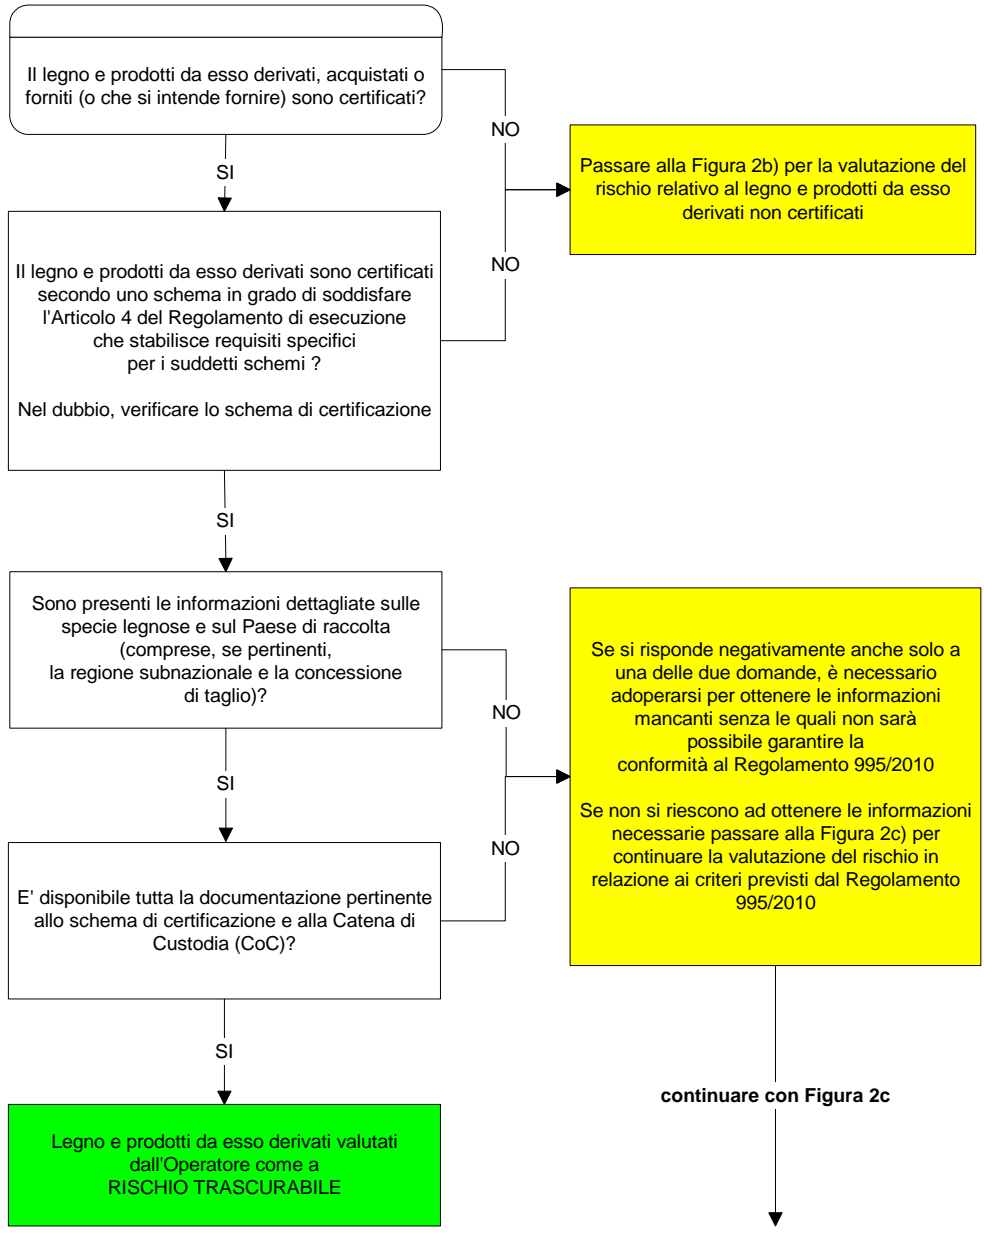 Il legno e prodotti da esso derivati, acquistati o
forniti (o che si intende fornire) sono certificati?
NO
SI
Passare alla Figura 2b) per la valutazione del
rischio relativo al legno e prodotti da esso
derivati non certificati
Il legno e prodotti da esso derivati sono certificati
secondo uno schema in grado di soddisfare
l'Articolo 4 del Regolamento di esecuzione
che stabilisce requisiti specifici
per i suddetti schemi ?
Nel dubbio, verificare lo schema di certificazione
NO
SI
Sono presenti le informazioni dettagliate sulle
specie legnose e sul Paese di raccolta
(comprese, se pertinenti,
la regione subnazionale e la concessione
di taglio)?
NO
SI
Se si risponde negativamente anche solo a
una delle due domande, è necessario
adoperarsi per ottenere le informazioni
mancanti senza le quali non sarà
possibile garantire la
conformità al Regolamento 995/2010
Se non si riescono ad ottenere le informazioni
necessarie passare alla Figura 2c) per
continuare la valutazione del rischio in
relazione ai criteri previsti dal Regolamento
995/2010
E' disponibile tutta la documentazione pertinente
allo schema di certificazione e alla Catena di
Custodia (CoC)?
NO
SI
continuare con Figura 2c
Legno e prodotti da esso derivati valutati
dall'Operatore come a
RISCHIO TRASCURABILE